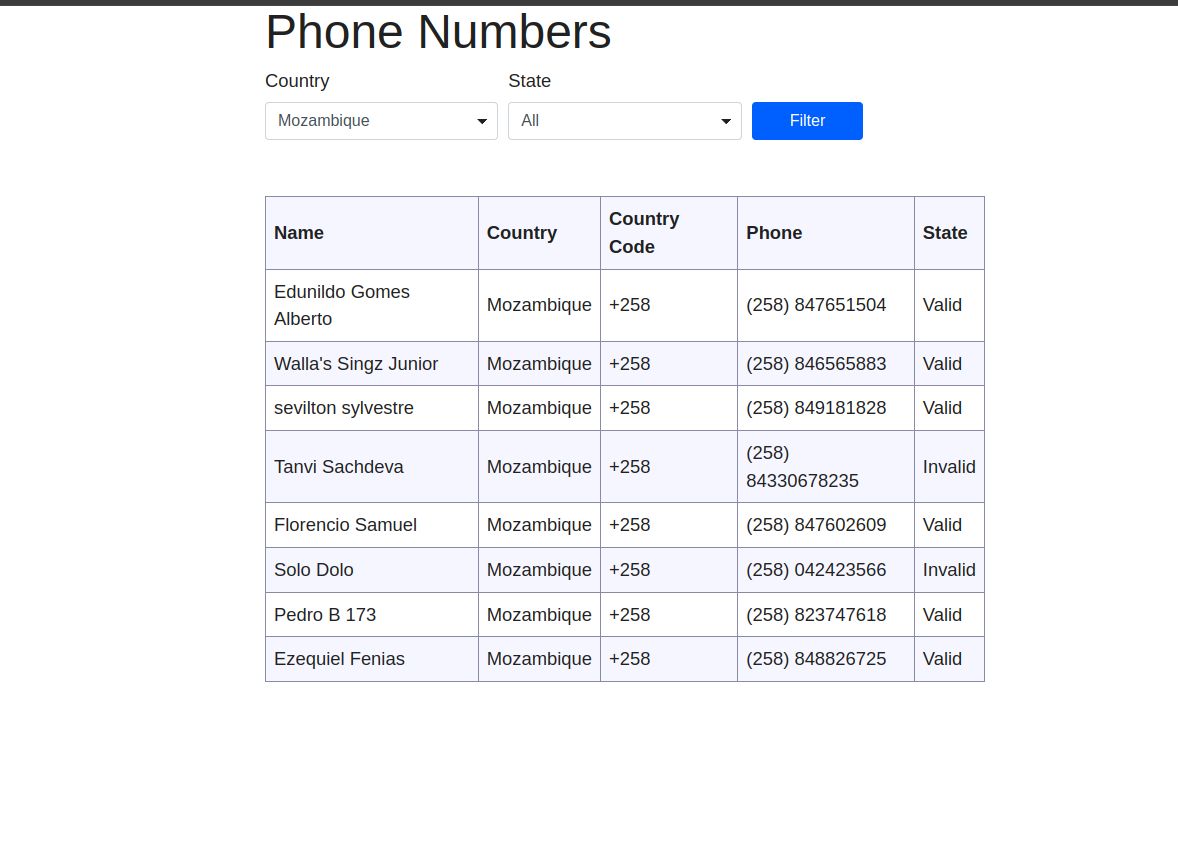 Phone Numbers
Country State
Mozambique All Filter
Name Country Country Code Phone State
Edunildo Gomes Alberto Mozambique +258 (258) 847651504 Valid
Walla's Singz Junior Mozambique +258 (258) 846565883 Valid
sevilton sylvestre Mozambique +258 (258) 849181828 Valid
Tanvi Sachdeva Mozambique +258 (258) 84330678235 Invalid
Florencio Samuel Mozambique +258 (258) 847602609 Valid
Solo Dolo Mozambique +258 (258) 042423566 Invalid
Pedro B 173 Mozambique +258 (258) 823747618 Valid
Ezequiel Fenias Mozambique +258 (258) 848826725 Valid